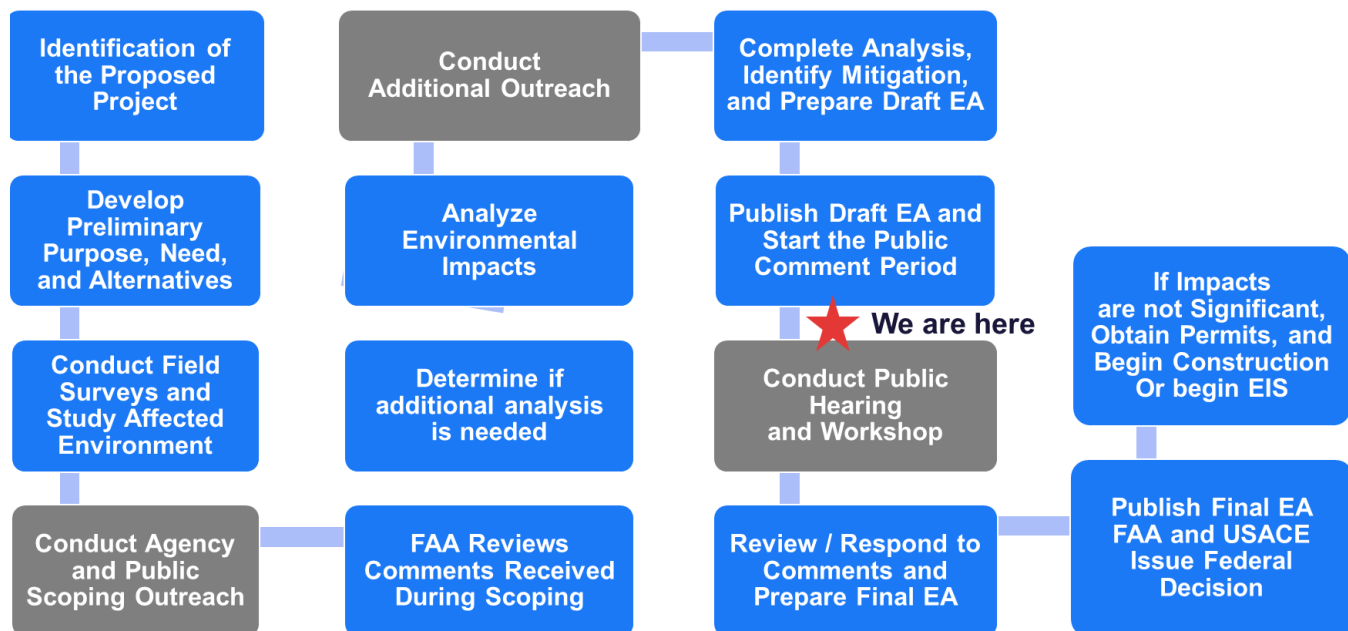 Identification of
the Proposed
Project
Develop
Preliminary
Purpose, Need,
and Alternatives
Conduct Field
Surveys and
Study Affected
Environment
Conduct Agency
and Public
Scoping Outreach
FAA Reviews
Comments Received
During Scoping
Determine if
additional analysis
is needed
Analyze
Environmental
Impacts
Conduct
Additional Outreach
Complete Analysis,
Identify Mitigation,
and Prepare Draft EA
Publish Draft EA and
Start the Public
Comment Period
We are here
Conduct Public
Hearing
and Workshop
Review / Respond to
Comments and
Prepare Final EA
Publish Final EA
FAA and USACE
Issue Federal
Decision
If Impacts
are not Significant,
Obtain Permits, and
Begin Construction
Or begin EIS